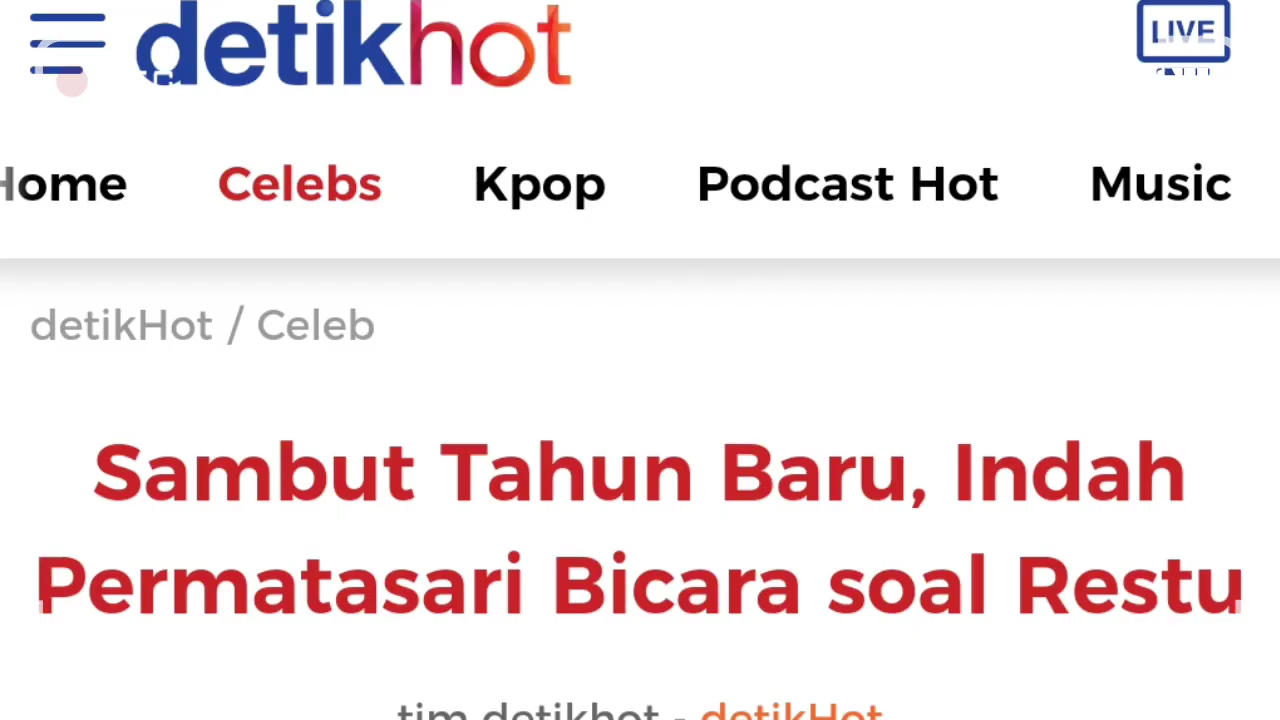 detikhot
LIVE
Home Celebs Kpop Podcast Hot Music
detikHot / Celeb
Sambut Tahun Baru, Indah
Permatasari Bicara soal Restu
tim detikhot - detikHot